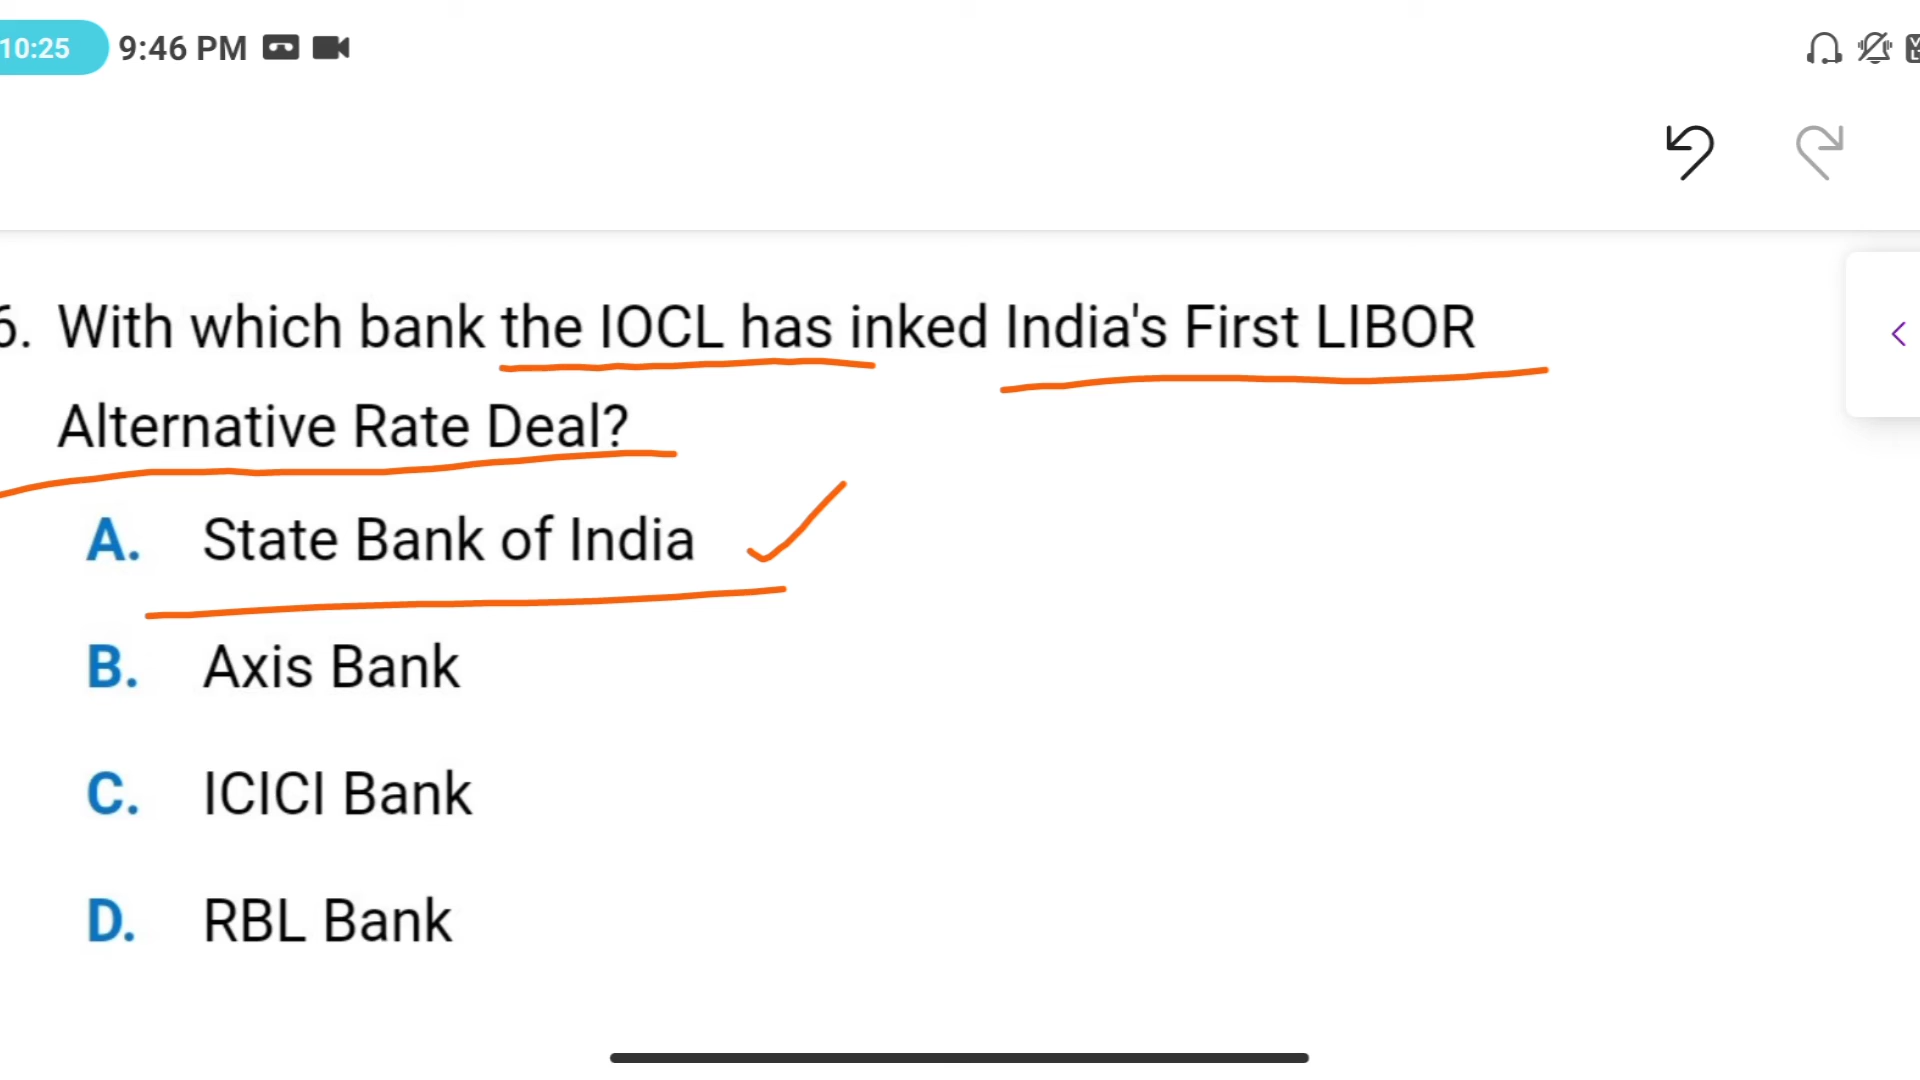 10:25 9:46 PM
6. With which bank the IOCL has inked India's First LIBOR
Alternative Rate Deal?
A. State Bank of India
B. Axis Bank
C. ICICI Bank
D. RBL Bank